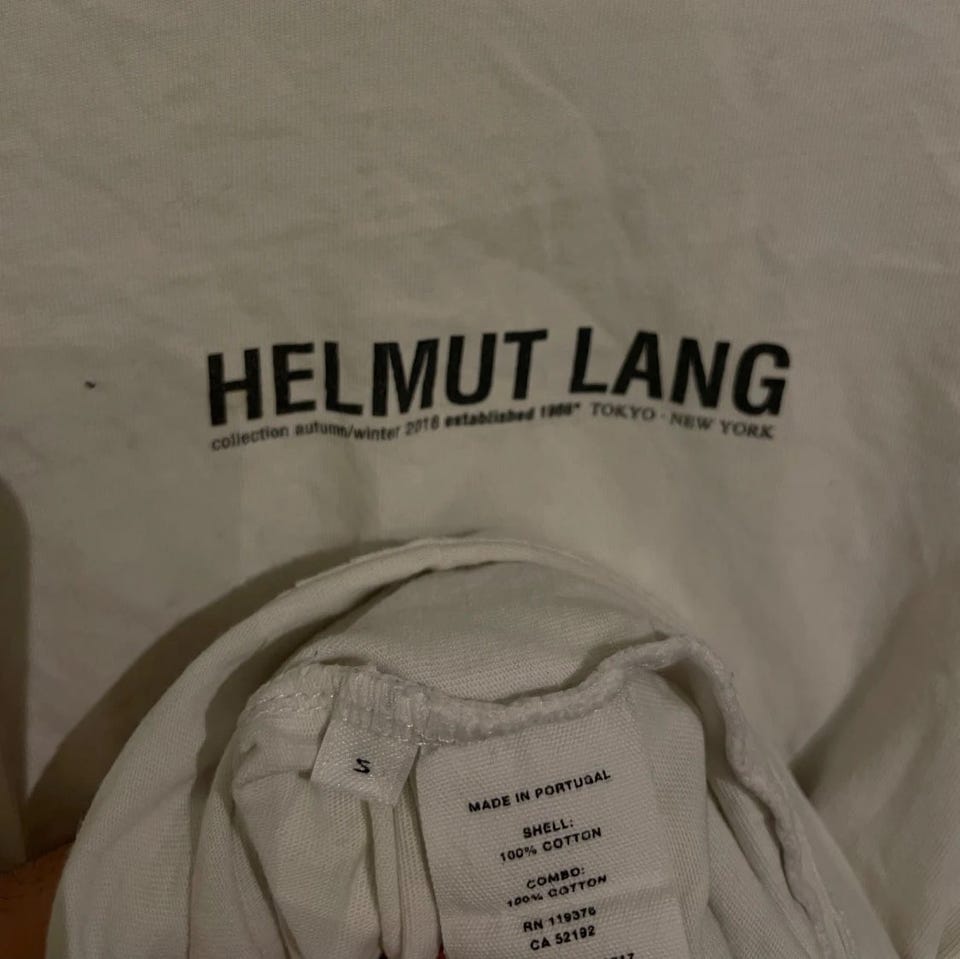 HELMUT LANG
collection autumn/winter 2018 established 1986" TOKYO · NEW YORK
S
MADE IN PORTUGAL
SHELL:
100% COTTON
COMBO:
100% COTTON
RN 119376
CA 52192